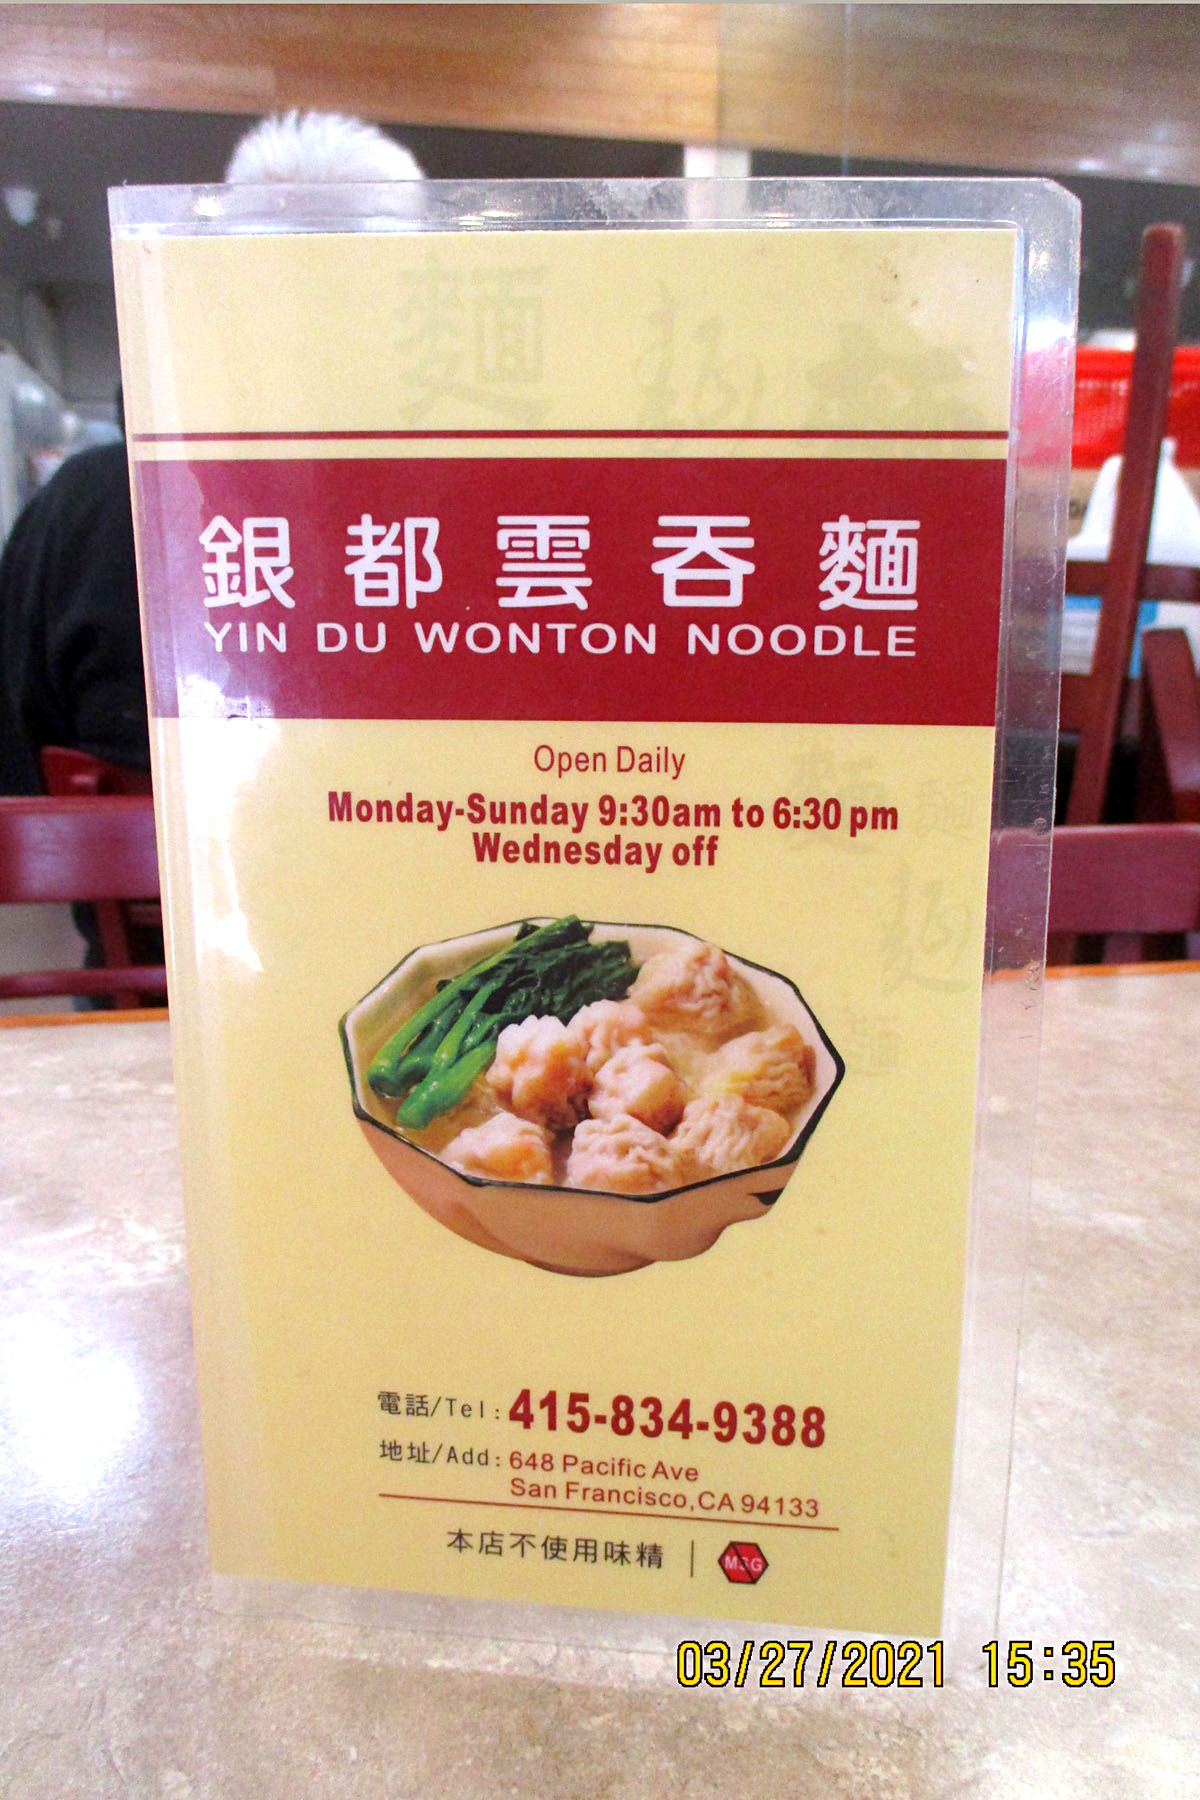 銀都雲吞麵
YIN DU WONTON NOODLE
Open Daily
Monday-Sunday 9:30am to 6:30 pm
Wednesday off
電話/Tel: 415-834-9388
地址/Add: 648 Pacific Ave
San Francisco, CA 94133
本店不使用味精 | MSG
03/27/2021 15:35